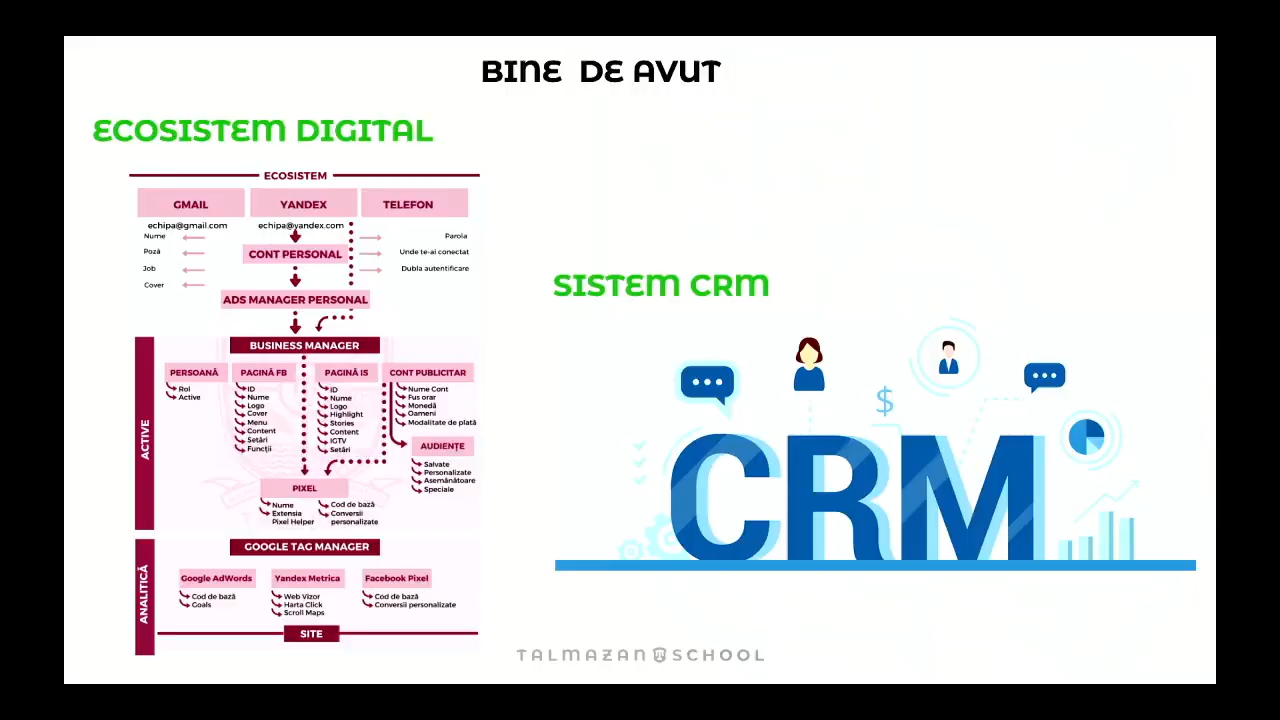 BINE DE AVUT
ECOSISTEM DIGITAL
ECOSISTEM
GMAIL YANDEX TELEFON
echipa@gmail.com echipa@yandex.com
Nume Parola
Poză Unde te-ai conectat
CONT PERSONAL
Job Dubla autentificare
Cover
ADS MANAGER PERSONAL
ACTIVE
BUSINESS MANAGER
PERSOANĂ
Rol
Active
PAGINĂ FB
ID
Nume
Logo
Cover
Menu
Content
Setări
Funcții
PAGINĂ IS
ID
Nume
Logo
Highlight
Stories
Content
IGTV
Setări
CONT PUBLICITAR
Nume Cont
Fus orar
Monedă
Oameni
Modalitate de plată
AUDIENȚE
Salvate
Personalizate
Asemănătoare
Speciale
PIXEL
Nume
Extensia
Pixel Helper
Cod de bază
Conversii
personalizate
ANALITICĂ
GOOGLE TAG MANAGER
Google AdWords
Cod de bază
Goals
Yandex Metrica
Web Vizor
Harta Click
Scroll Maps
Facebook Pixel
Cod de bază
Conversii personalizate
SITE
SISTEM CRM
$
CRM
TALMAZAN SCHOOL